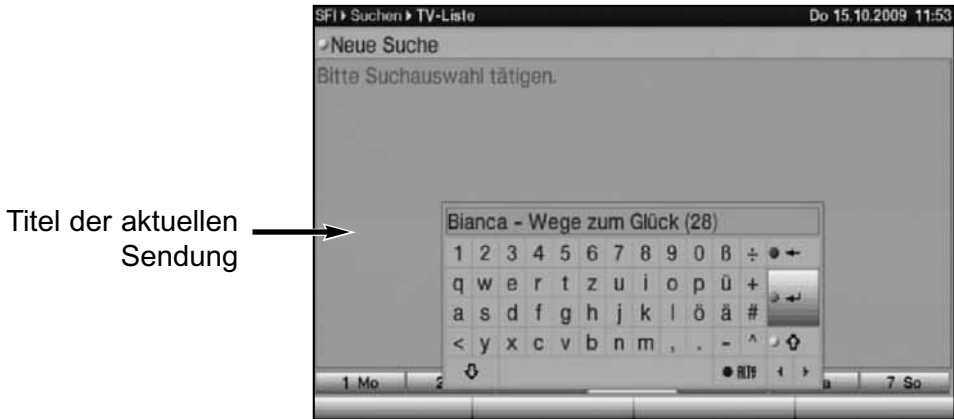 SFI ▸ Suchen ▸ TV-Liste Do 15.10.2009 11:53
Neue Suche
Bitte Suchauswahl tätigen.
Titel der aktuellen
Sendung
Bianca - Wege zum Glück (28)
1 2 3 4 5 6 7 8 9 0 ß ÷ ←
q w e r t z u i o p ü +
a s d f g h j k l ö ä # ↵
< y x c v b n m , . - ^ ⇧
⇩ ALT ◂ ▸
1 Mo 2 a 7 So